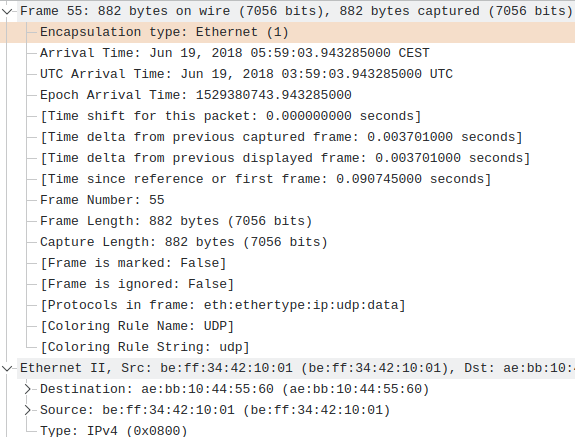 Frame 55: 882 bytes on wire (7056 bits), 882 bytes captured (7056 bits)
Encapsulation type: Ethernet (1)
Arrival Time: Jun 19, 2018 05:59:03.943285000 CEST
UTC Arrival Time: Jun 19, 2018 03:59:03.943285000 UTC
Epoch Arrival Time: 1529380743.943285000
[Time shift for this packet: 0.000000000 seconds]
[Time delta from previous captured frame: 0.003701000 seconds]
[Time delta from previous displayed frame: 0.003701000 seconds]
[Time since reference or first frame: 0.090745000 seconds]
Frame Number: 55
Frame Length: 882 bytes (7056 bits)
Capture Length: 882 bytes (7056 bits)
[Frame is marked: False]
[Frame is ignored: False]
[Protocols in frame: eth:ethertype:ip:udp:data]
[Coloring Rule Name: UDP]
[Coloring Rule String: udp]
Ethernet II, Src: be:ff:34:42:10:01 (be:ff:34:42:10:01), Dst: ae:bb:10:
Destination: ae:bb:10:44:55:60 (ae:bb:10:44:55:60)
Source: be:ff:34:42:10:01 (be:ff:34:42:10:01)
Type: IPv4 (0x0800)